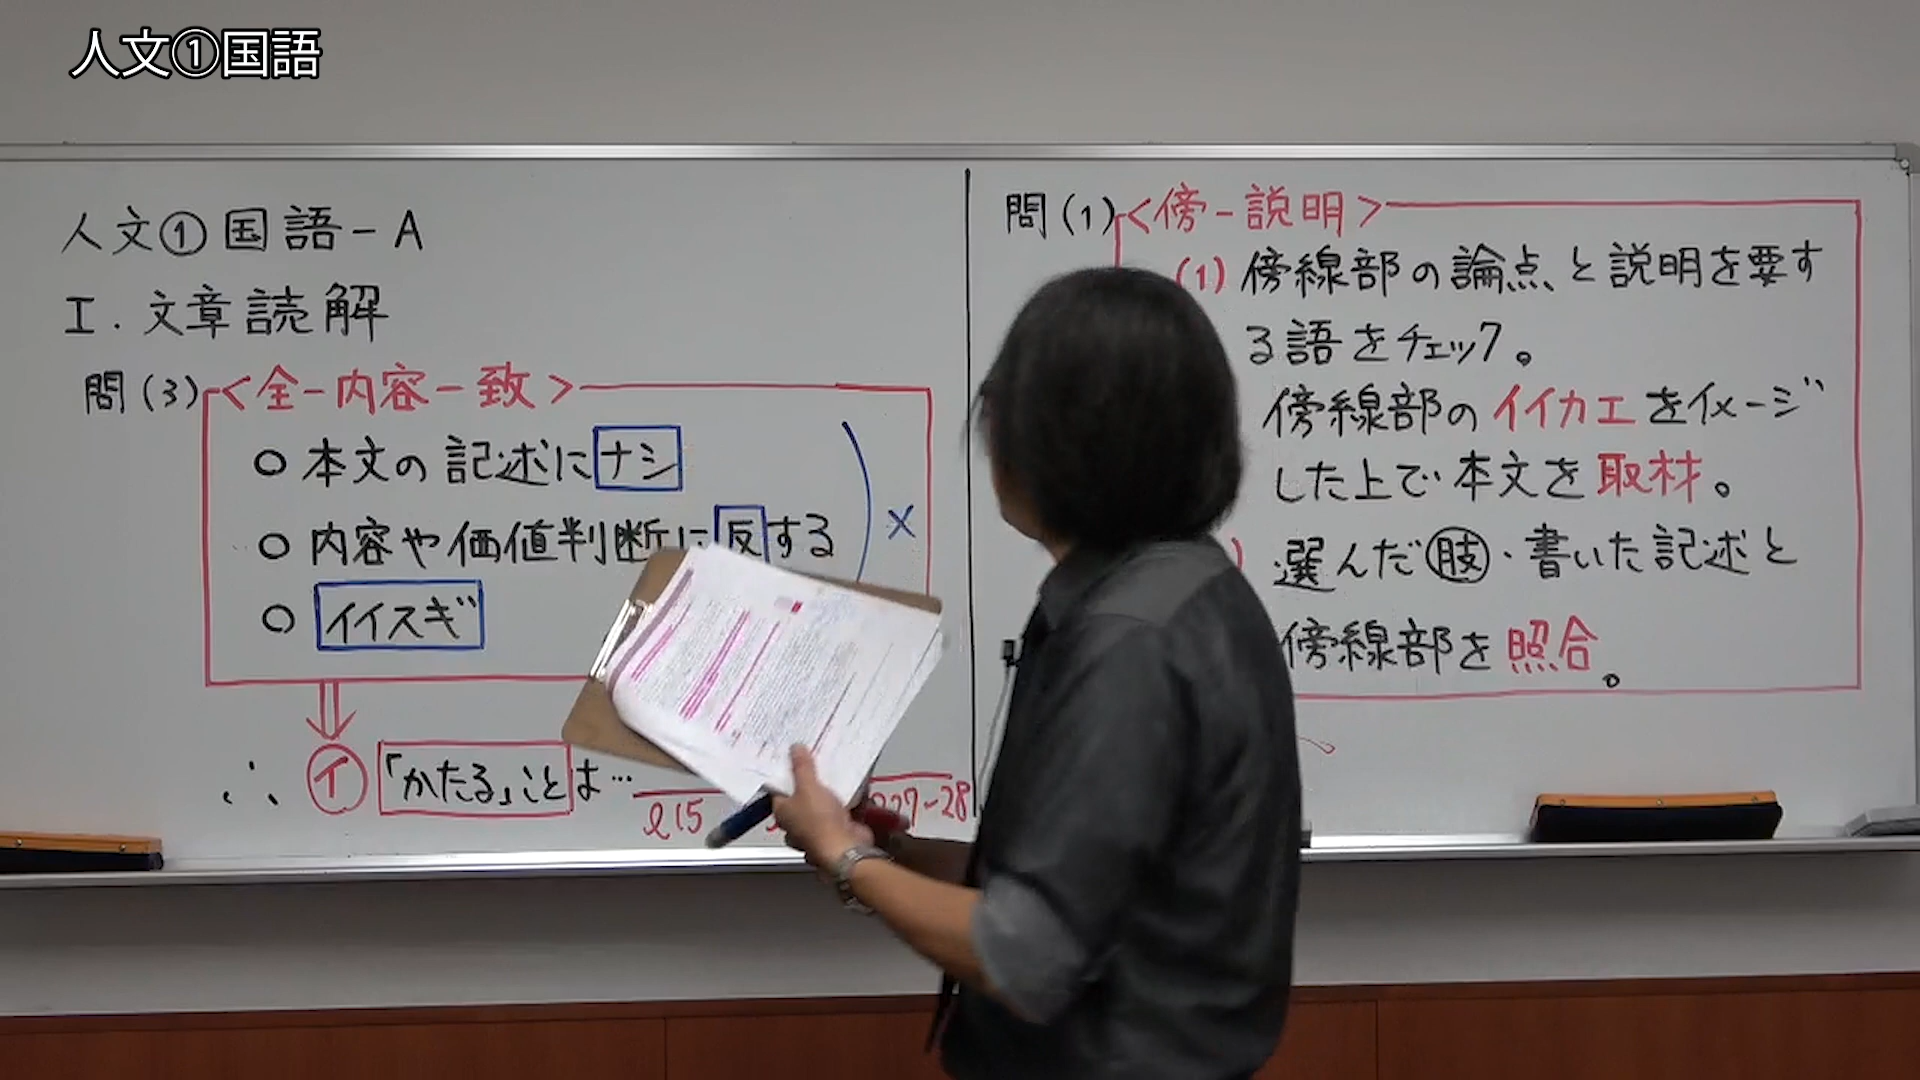 人文①国語
人文①国語-A
I. 文章読解
問(3)<全-内容一致>
○本文の記述にナシ
○内容や価値判断に反する
×
○イイスギ
∴ イ 「かたる」ことは…
l15
27-28
問(1)<傍-説明>
(1)傍線部の論点と説明を要す
る語をチェック。
傍線部のイイカエをイメージ
した上で本文を取材。
選んだ肢・書いた記述と
傍線部を照合。